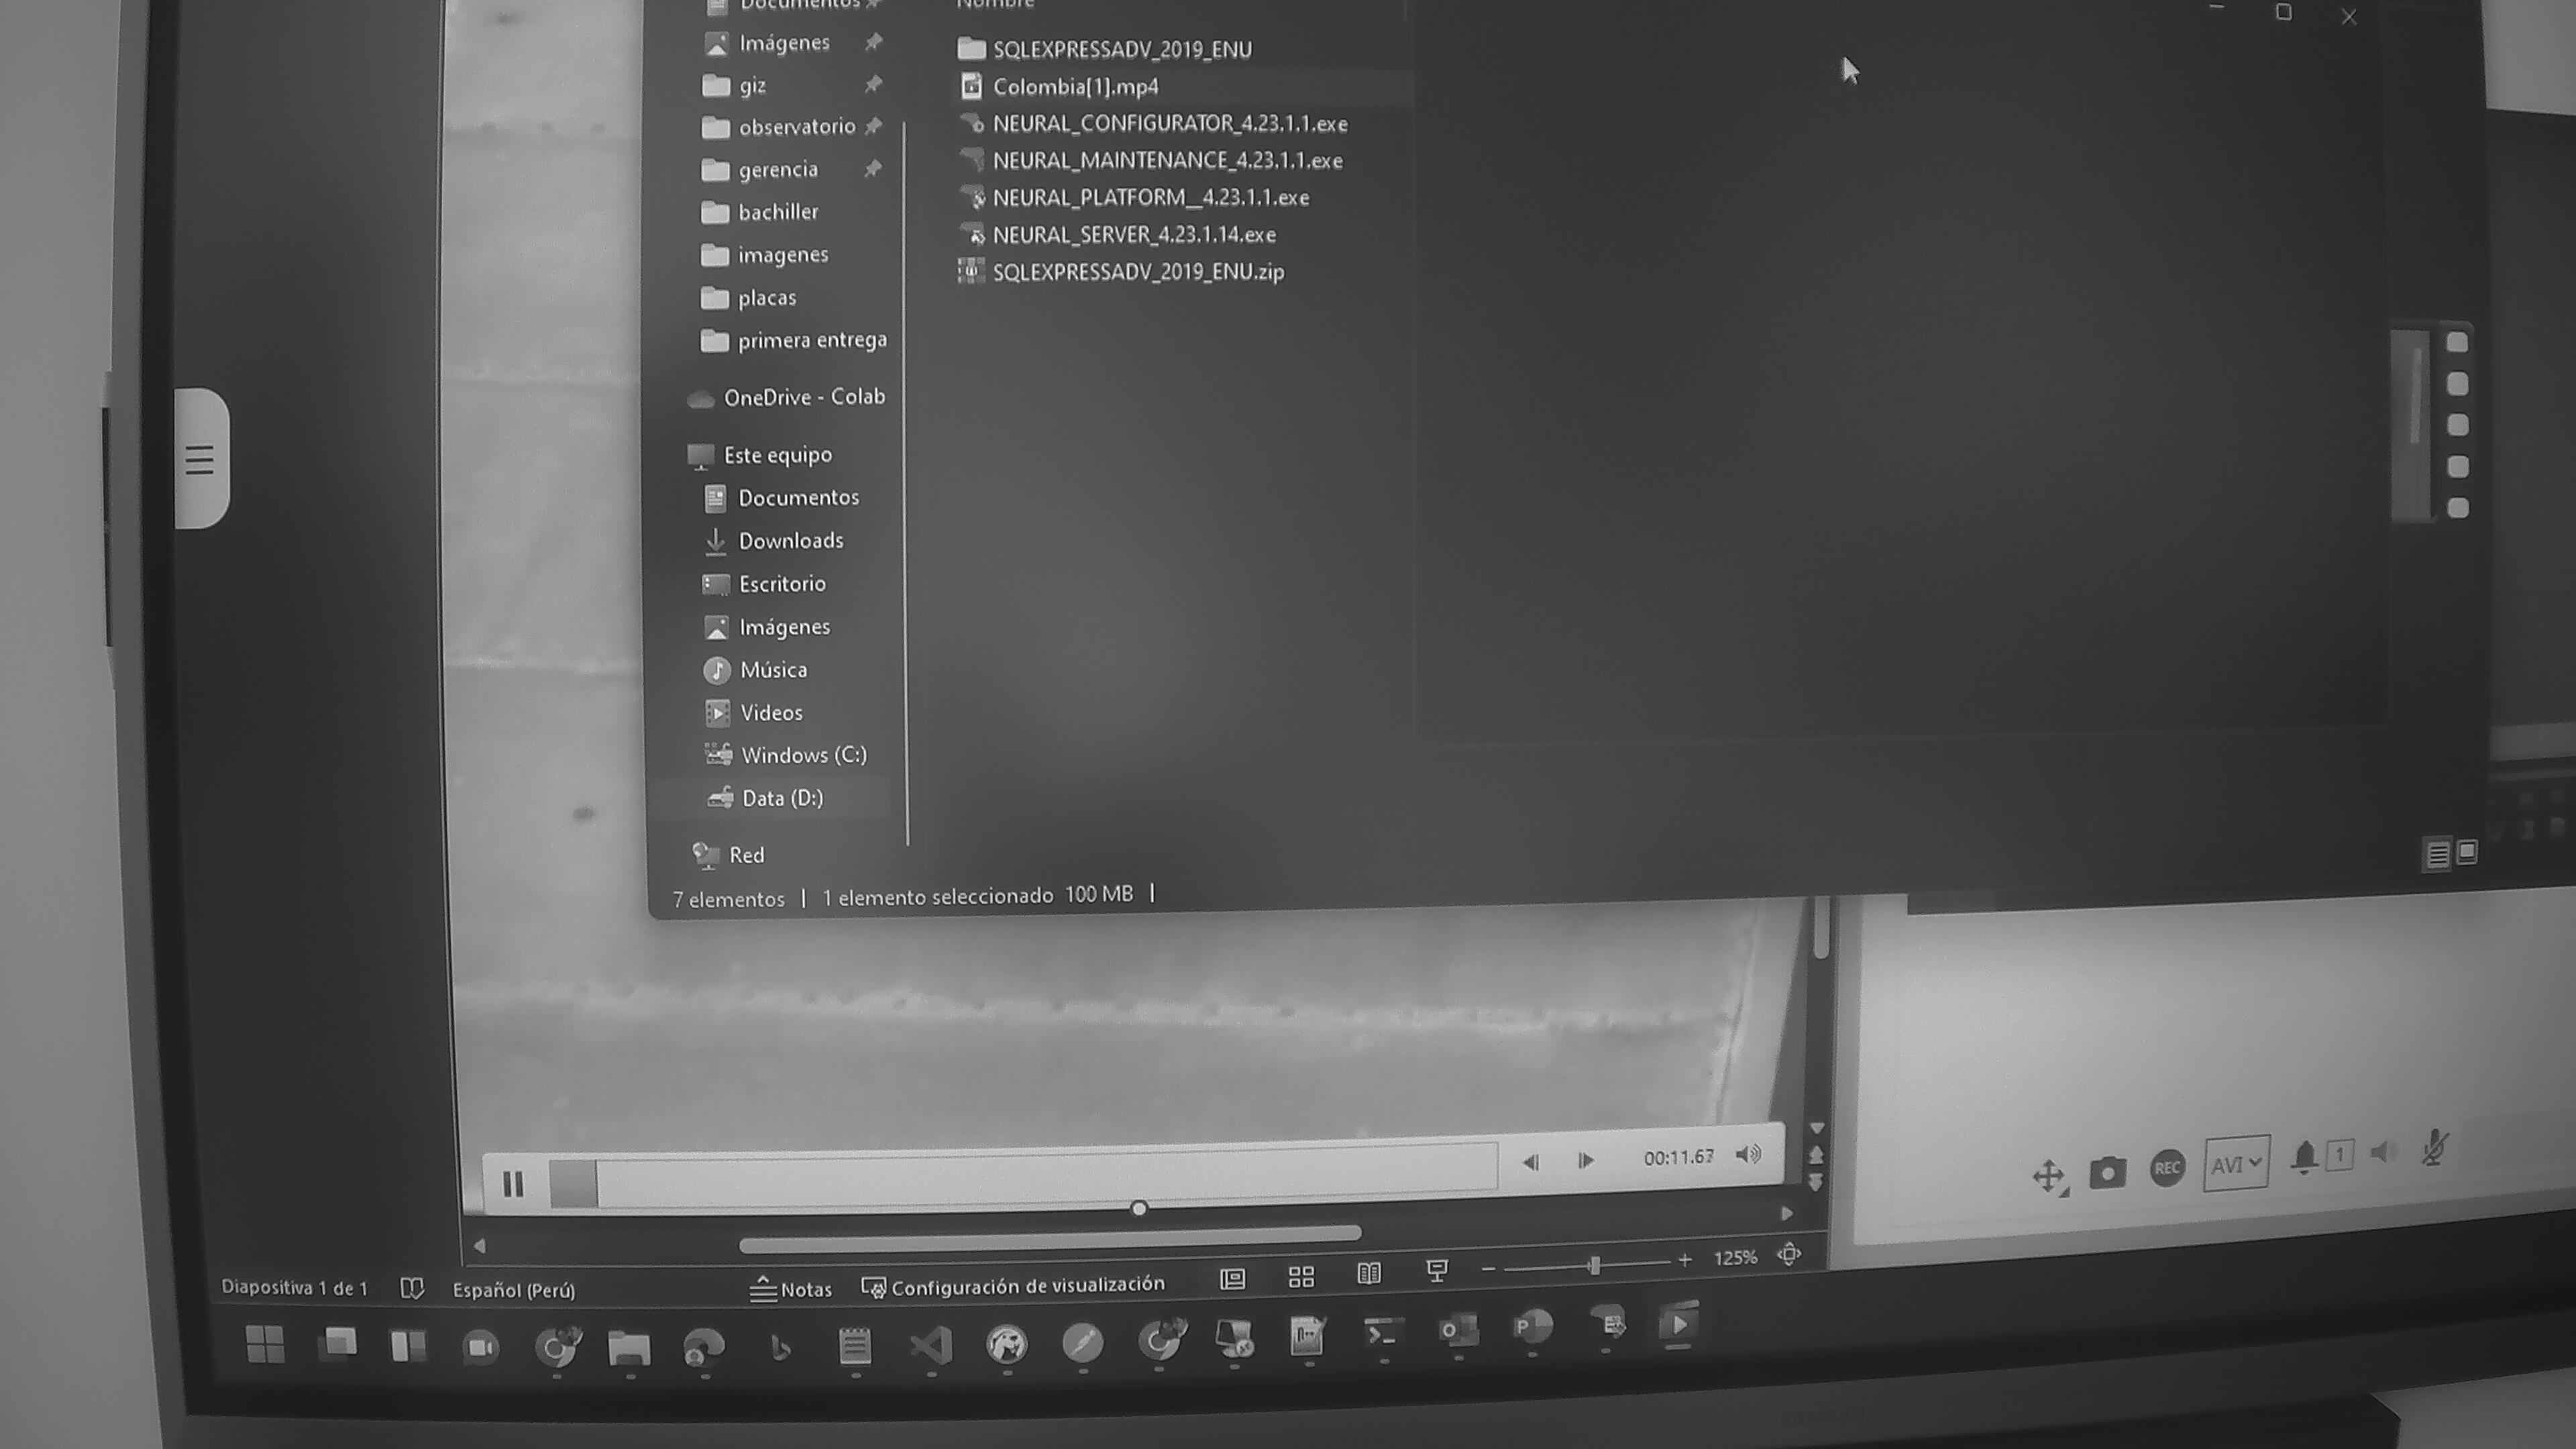 Documentos
Nombre
Imágenes
giz
observatorio
gerencia
bachiller
imagenes
placas
primera entrega
OneDrive - Colab
Este equipo
Documentos
Downloads
Escritorio
Imágenes
Música
Videos
Windows (C:)
Data (D:)
Red
SQLEXPRESSADV_2019_ENU
Colombia[1].mp4
NEURAL_CONFIGURATOR_4.23.1.1.exe
NEURAL_MAINTENANCE_4.23.1.1.exe
NEURAL_PLATFORM__4.23.1.1.exe
NEURAL_SERVER_4.23.1.14.exe
SQLEXPRESSADV_2019_ENU.zip
7 elementos | 1 elemento seleccionado 100 MB |
00:11.67
REC AVI 1
125%
Diapositiva 1 de 1 Español (Perú) Notas Configuración de visualización